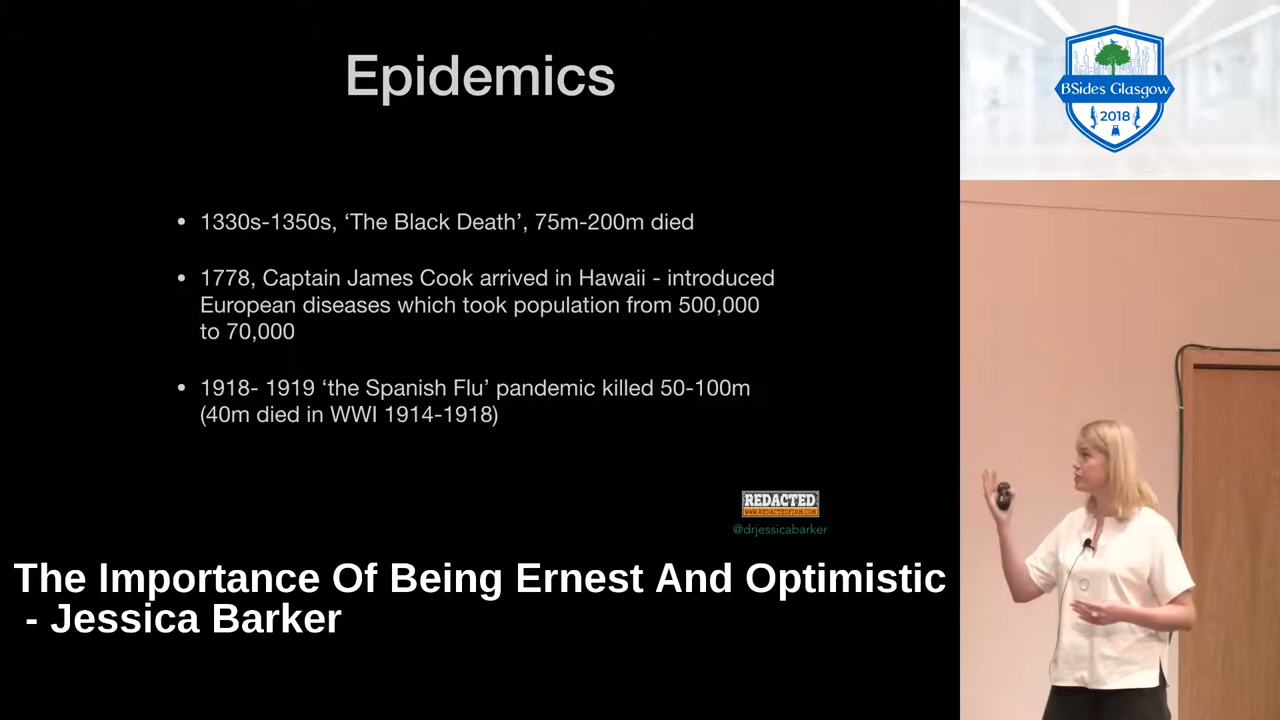 Epidemics
• 1330s-1350s, ‘The Black Death’, 75m-200m died
• 1778, Captain James Cook arrived in Hawaii - introduced
European diseases which took population from 500,000
to 70,000
• 1918- 1919 ‘the Spanish Flu’ pandemic killed 50-100m
(40m died in WWI 1914-1918)
REDACTED
WWW.REDACTEDFIRM.COM
@drjessicabarker
The Importance Of Being Ernest And Optimistic
- Jessica Barker
BSides Glasgow
2018